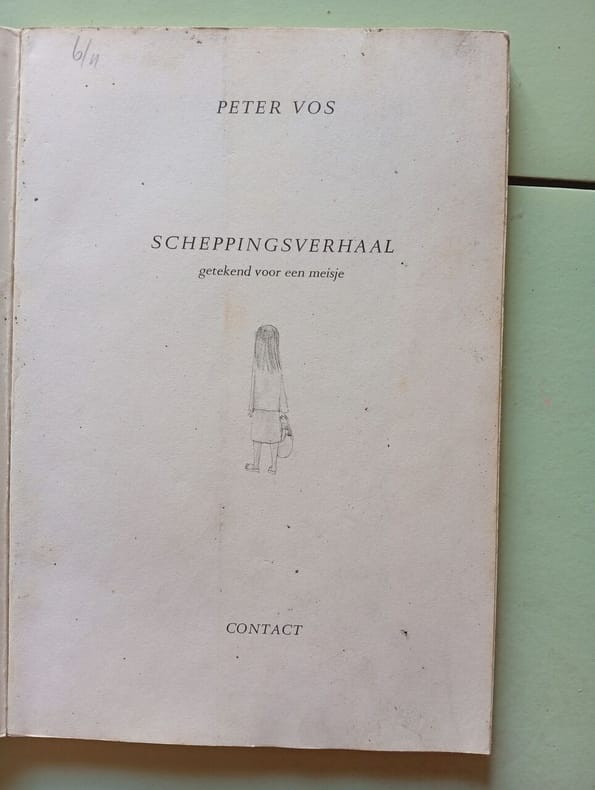 PETER VOS
SCHEPPINGSVERHAAL
getekend voor een meisje
CONTACT